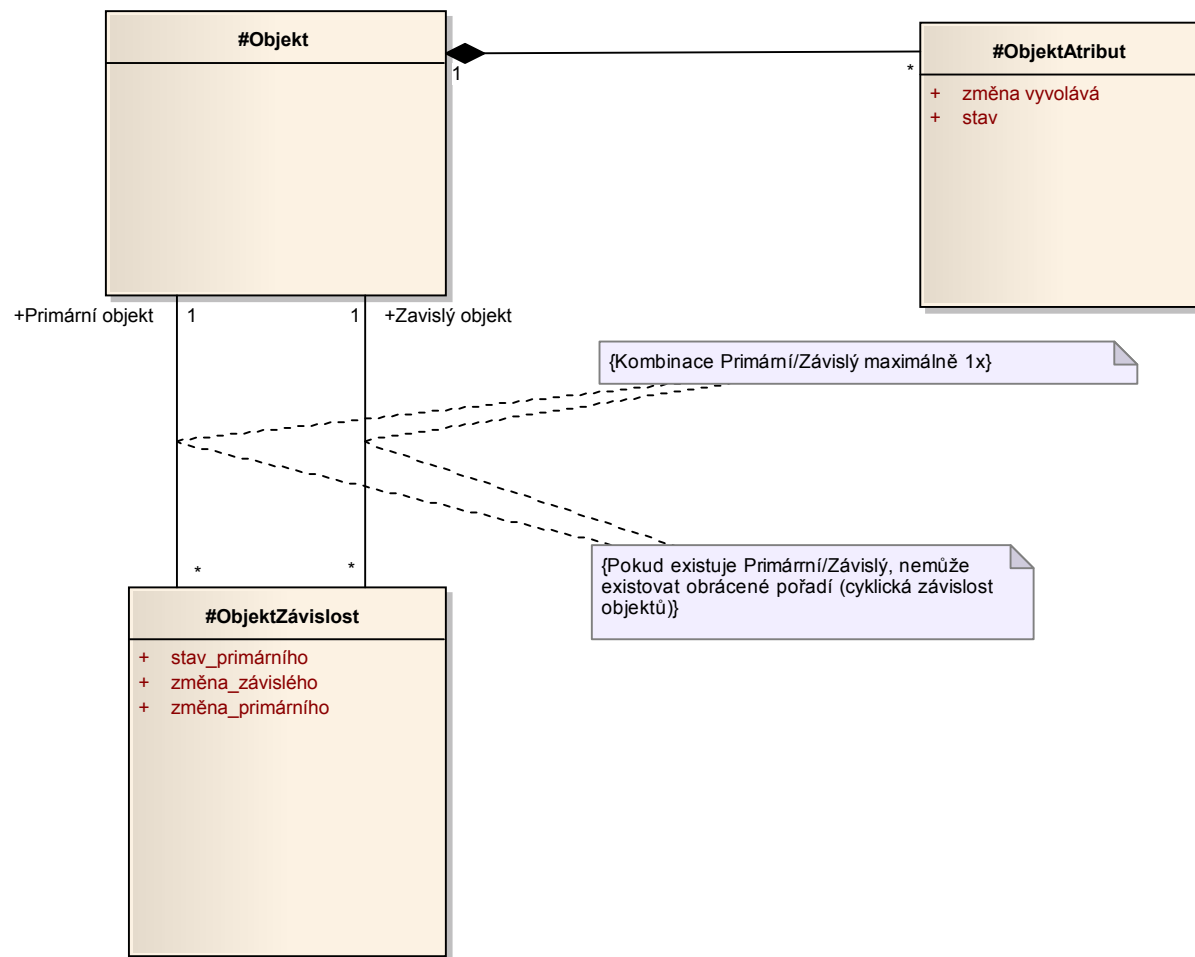 #Objekt
1
*
#ObjektAtribut
+ změna vyvolává
+ stav
+Primární objekt
1
1
+Zavislý objekt
{Kombinace Primární/Závislý maximálně 1x}
{Pokud existuje Primárrní/Závislý, nemůže
existovat obrácené pořadí (cyklická závislost
objektů)}
*
*
#ObjektZávislost
+ stav_primárního
+ změna_závislého
+ změna_primárního